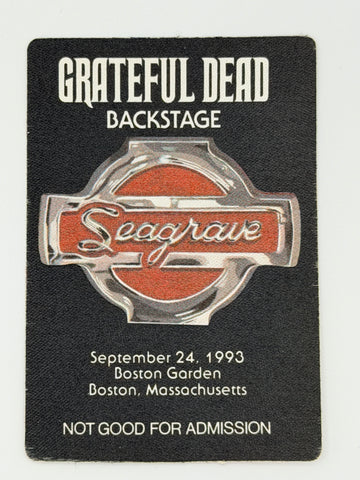 GRATEFUL DEAD
BACKSTAGE
Seagrave
September 24, 1993
Boston Garden
Boston, Massachusetts
NOT GOOD FOR ADMISSION